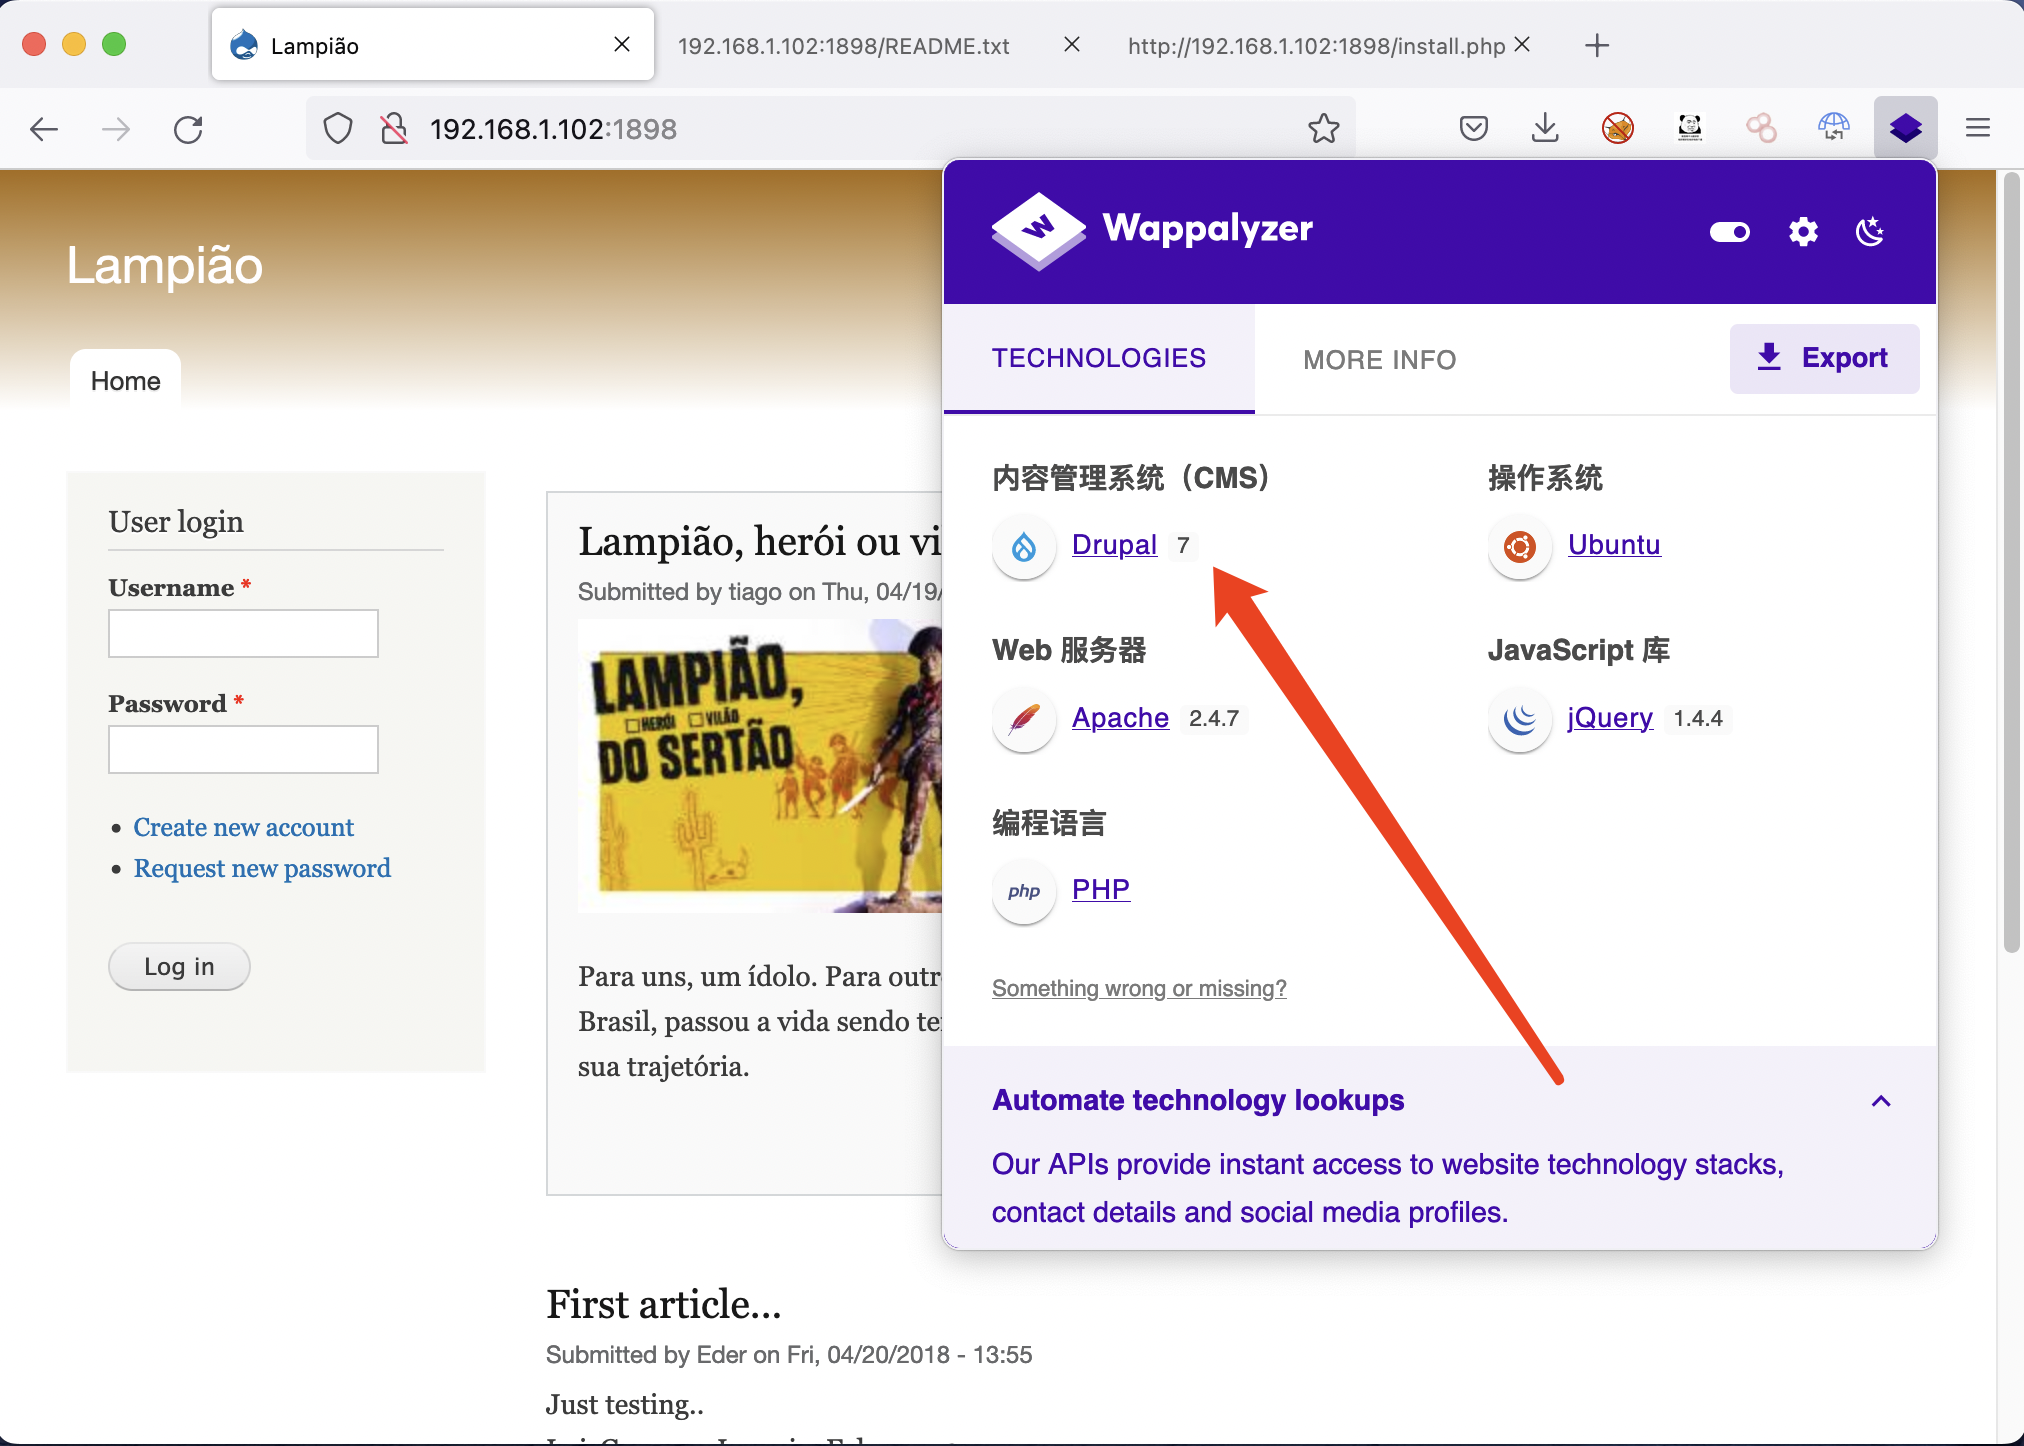 Lampião
192.168.1.102:1898/README.txt
http://192.168.1.102:1898/install.php
192.168.1.102:1898
Lampião
Home
User login
Username *
Password *
Create new account
Request new password
Log in
Lampião, herói ou vi
Submitted by tiago on Thu, 04/19/
LAMPIÃO,
HERÓI VILÃO
DO SERTÃO
Para uns, um ídolo. Para outr
Brasil, passou a vida sendo te
sua trajetória.
First article...
Submitted by Eder on Fri, 04/20/2018 - 13:55
Just testing..
Wappalyzer
TECHNOLOGIES
MORE INFO
Export
内容管理系统（CMS）
Drupal 7
操作系统
Ubuntu
Web 服务器
Apache 2.4.7
JavaScript 库
jQuery 1.4.4
编程语言
php PHP
Something wrong or missing?
Automate technology lookups
Our APIs provide instant access to website technology stacks,
contact details and social media profiles.